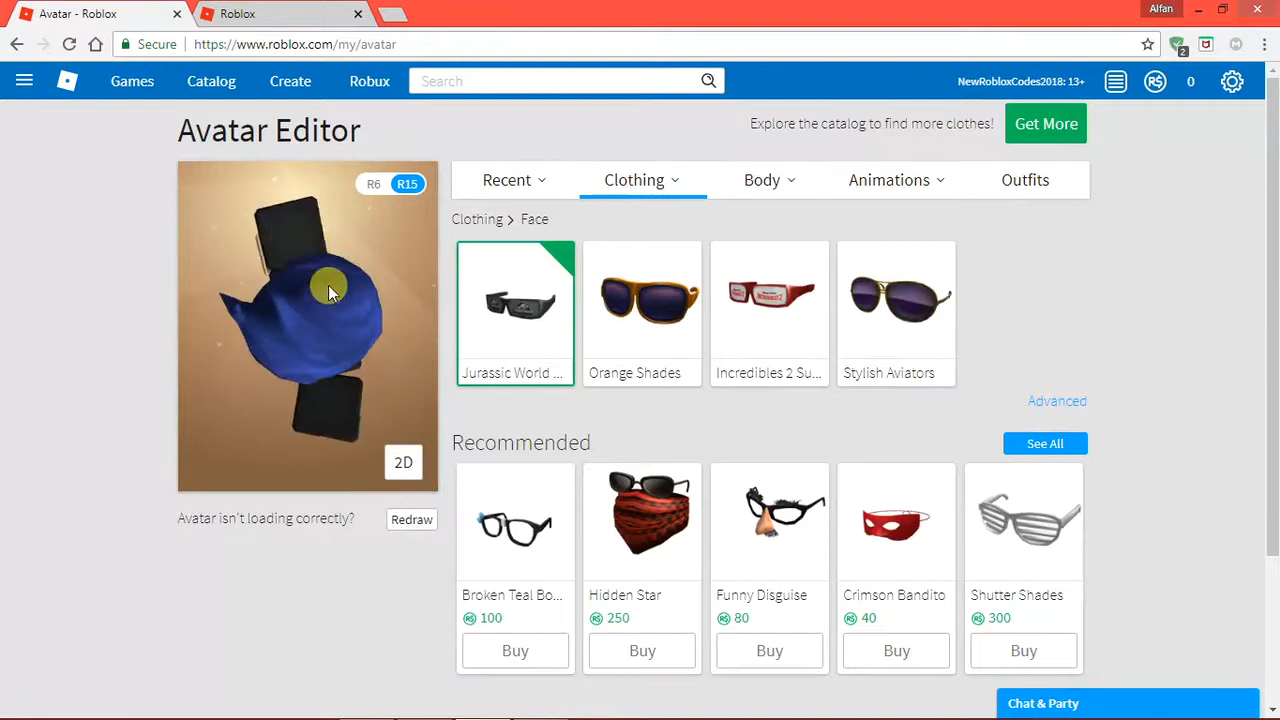 Avatar - Roblox
Roblox
Alfan
Secure https://www.roblox.com/my/avatar
2
Games
Catalog
Create
Robux
Search
NewRobloxCodes2018: 13+
R$
0
Avatar Editor
Explore the catalog to find more clothes!
Get More
R6 R15
2D
Avatar isn't loading correctly?
Redraw
Recent
Clothing
Body
Animations
Outfits
Clothing > Face
Jurassic World ...
Orange Shades
Incredibles 2 Su...
Stylish Aviators
Advanced
Recommended
See All
Broken Teal Bo...
R$ 100
Buy
Hidden Star
R$ 250
Buy
Funny Disguise
R$ 80
Buy
Crimson Bandito
R$ 40
Buy
Shutter Shades
R$ 300
Buy
Chat & Party